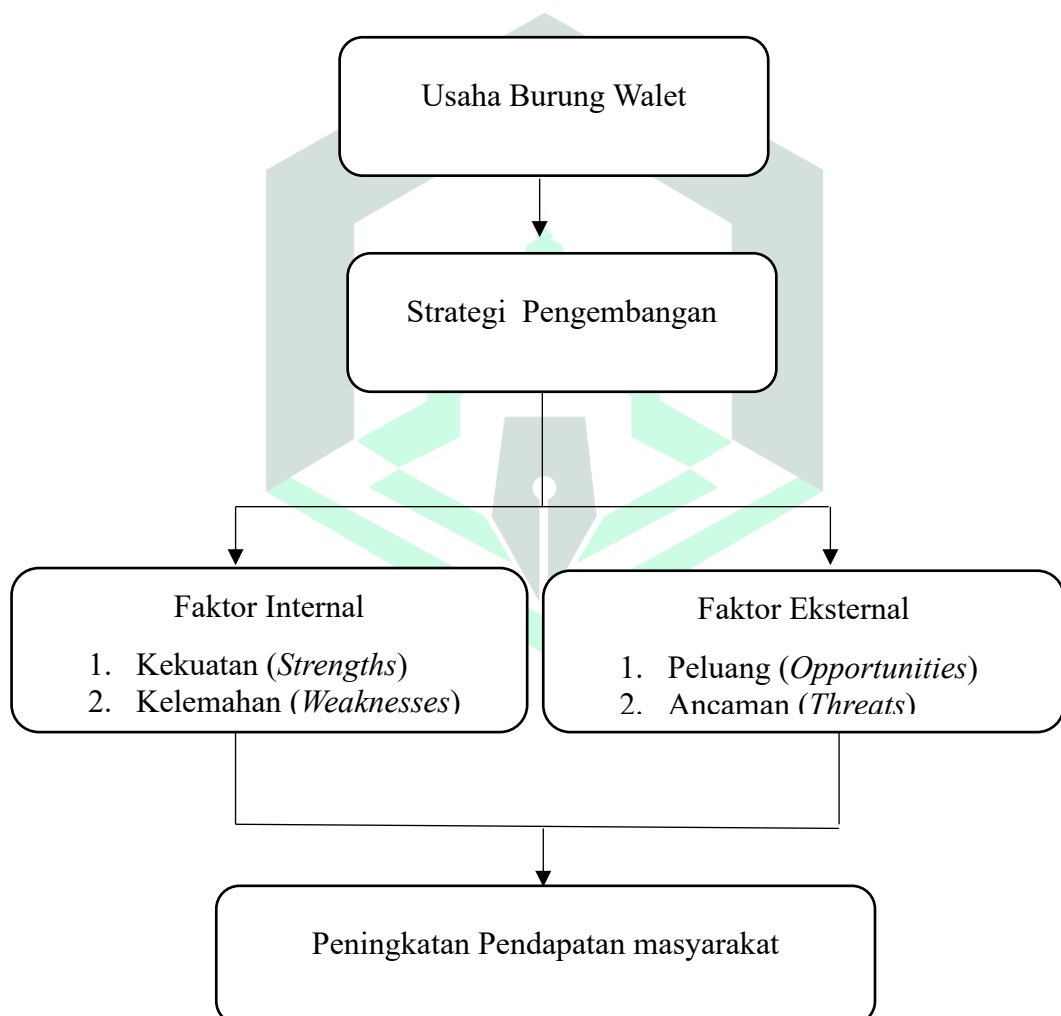 Usaha Burung Walet
Strategi Pengembangan
Faktor Internal
1. Kekuatan (Strengths)
2. Kelemahan (Weaknesses)
Faktor Eksternal
1. Peluang (Opportunities)
2. Ancaman (Threats)
Peningkatan Pendapatan masyarakat